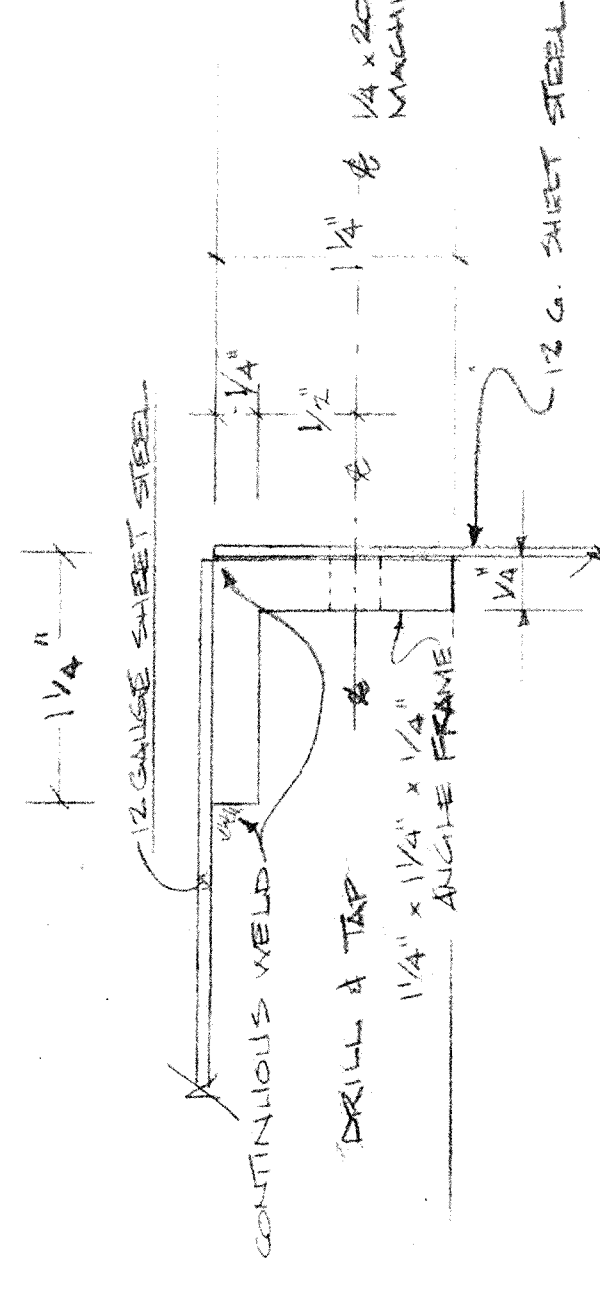 1 1/4"
12 GAUGE SHEET STEEL
1/4"
1/2"
1 1/4"
℄ 1/4 x 20
MACHI
℄
12 G. SHEET STEEL
1/4"
℄
CONTINUOUS WELD
DRILL & TAP
1 1/4" x 1 1/4" x 1/4"
ANGLE FRAME